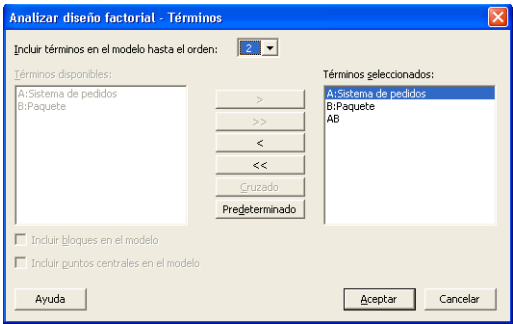 Analizar diseño factorial - Términos
Incluir términos en el modelo hasta el orden: 2
Términos disponibles:
A:Sistema de pedidos
B:Paquete
>
>>
<
<<
Cruzado
Predeterminado
Términos seleccionados:
A:Sistema de pedidos
B:Paquete
AB
Incluir bloques en el modelo
Incluir puntos centrales en el modelo
Ayuda
Aceptar
Cancelar